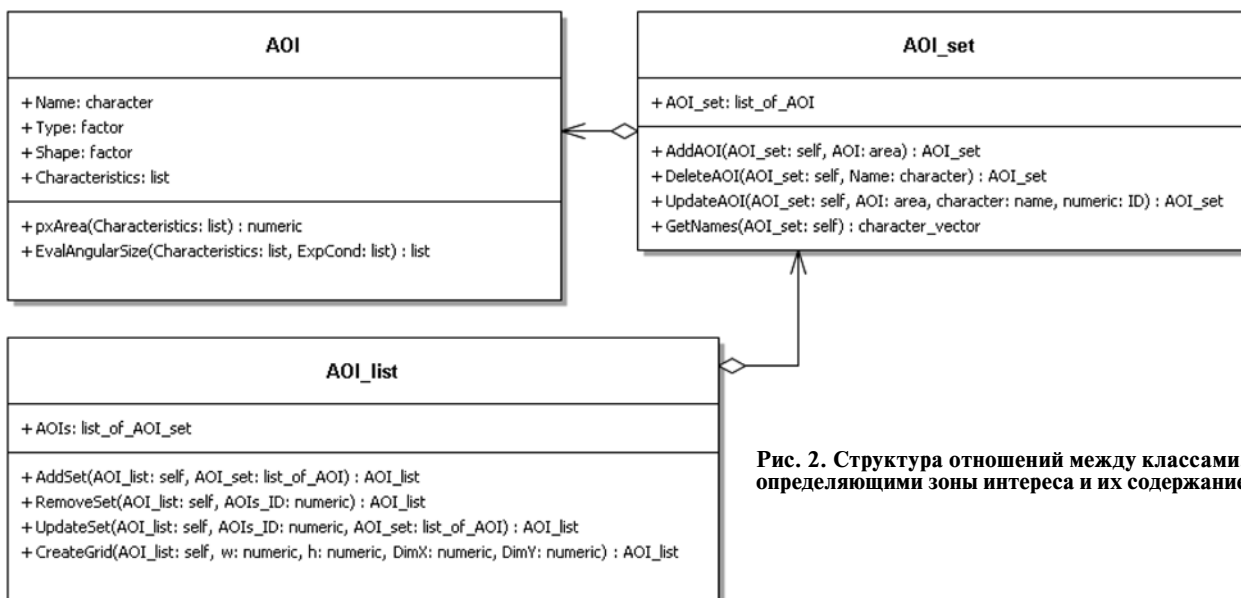 AOI
+ Name: character
+ Type: factor
+ Shape: factor
+ Characteristics: list
+ pxArea(Characteristics: list) : numeric
+ EvalAngularSize(Characteristics: list, ExpCond: list) : list
AOI_set
+ AOI_set: list_of_AOI
+ AddAOI(AOI_set: self, AOI: area) : AOI_set
+ DeleteAOI(AOI_set: self, Name: character) : AOI_set
+ UpdateAOI(AOI_set: self, AOI: area, character: name, numeric: ID) : AOI_set
+ GetNames(AOI_set: self) : character_vector
AOI_list
+ AOIs: list_of_AOI_set
+ AddSet(AOI_list: self, AOI_set: list_of_AOI) : AOI_list
+ RemoveSet(AOI_list: self, AOIs_ID: numeric) : AOI_list
+ UpdateSet(AOI_list: self, AOIs_ID: numeric, AOI_set: list_of_AOI) : AOI_list
+ CreateGrid(AOI_list: self, w: numeric, h: numeric, DimX: numeric, DimY: numeric) : AOI_list
Рис. 2. Структура отношений между классами
определяющими зоны интереса и их содержание